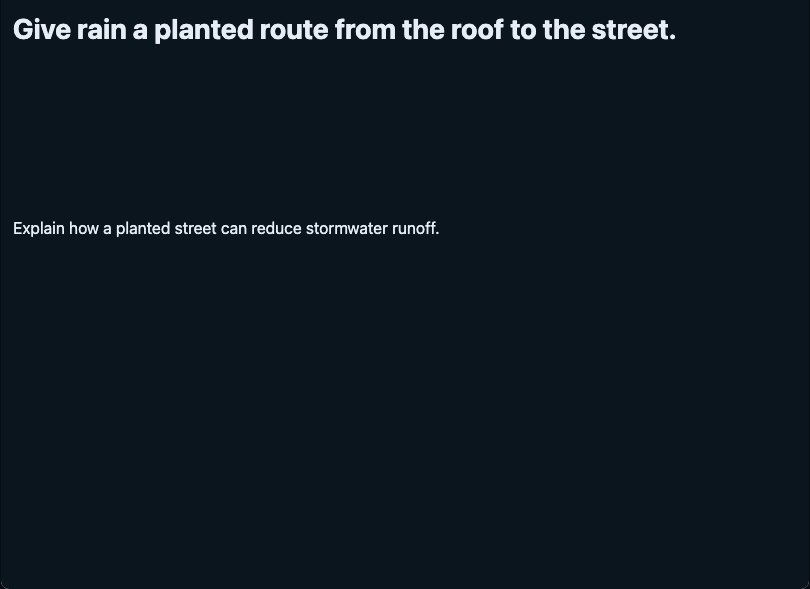 Give rain a planted route from the roof to the street.
Explain how a planted street can reduce stormwater runoff.